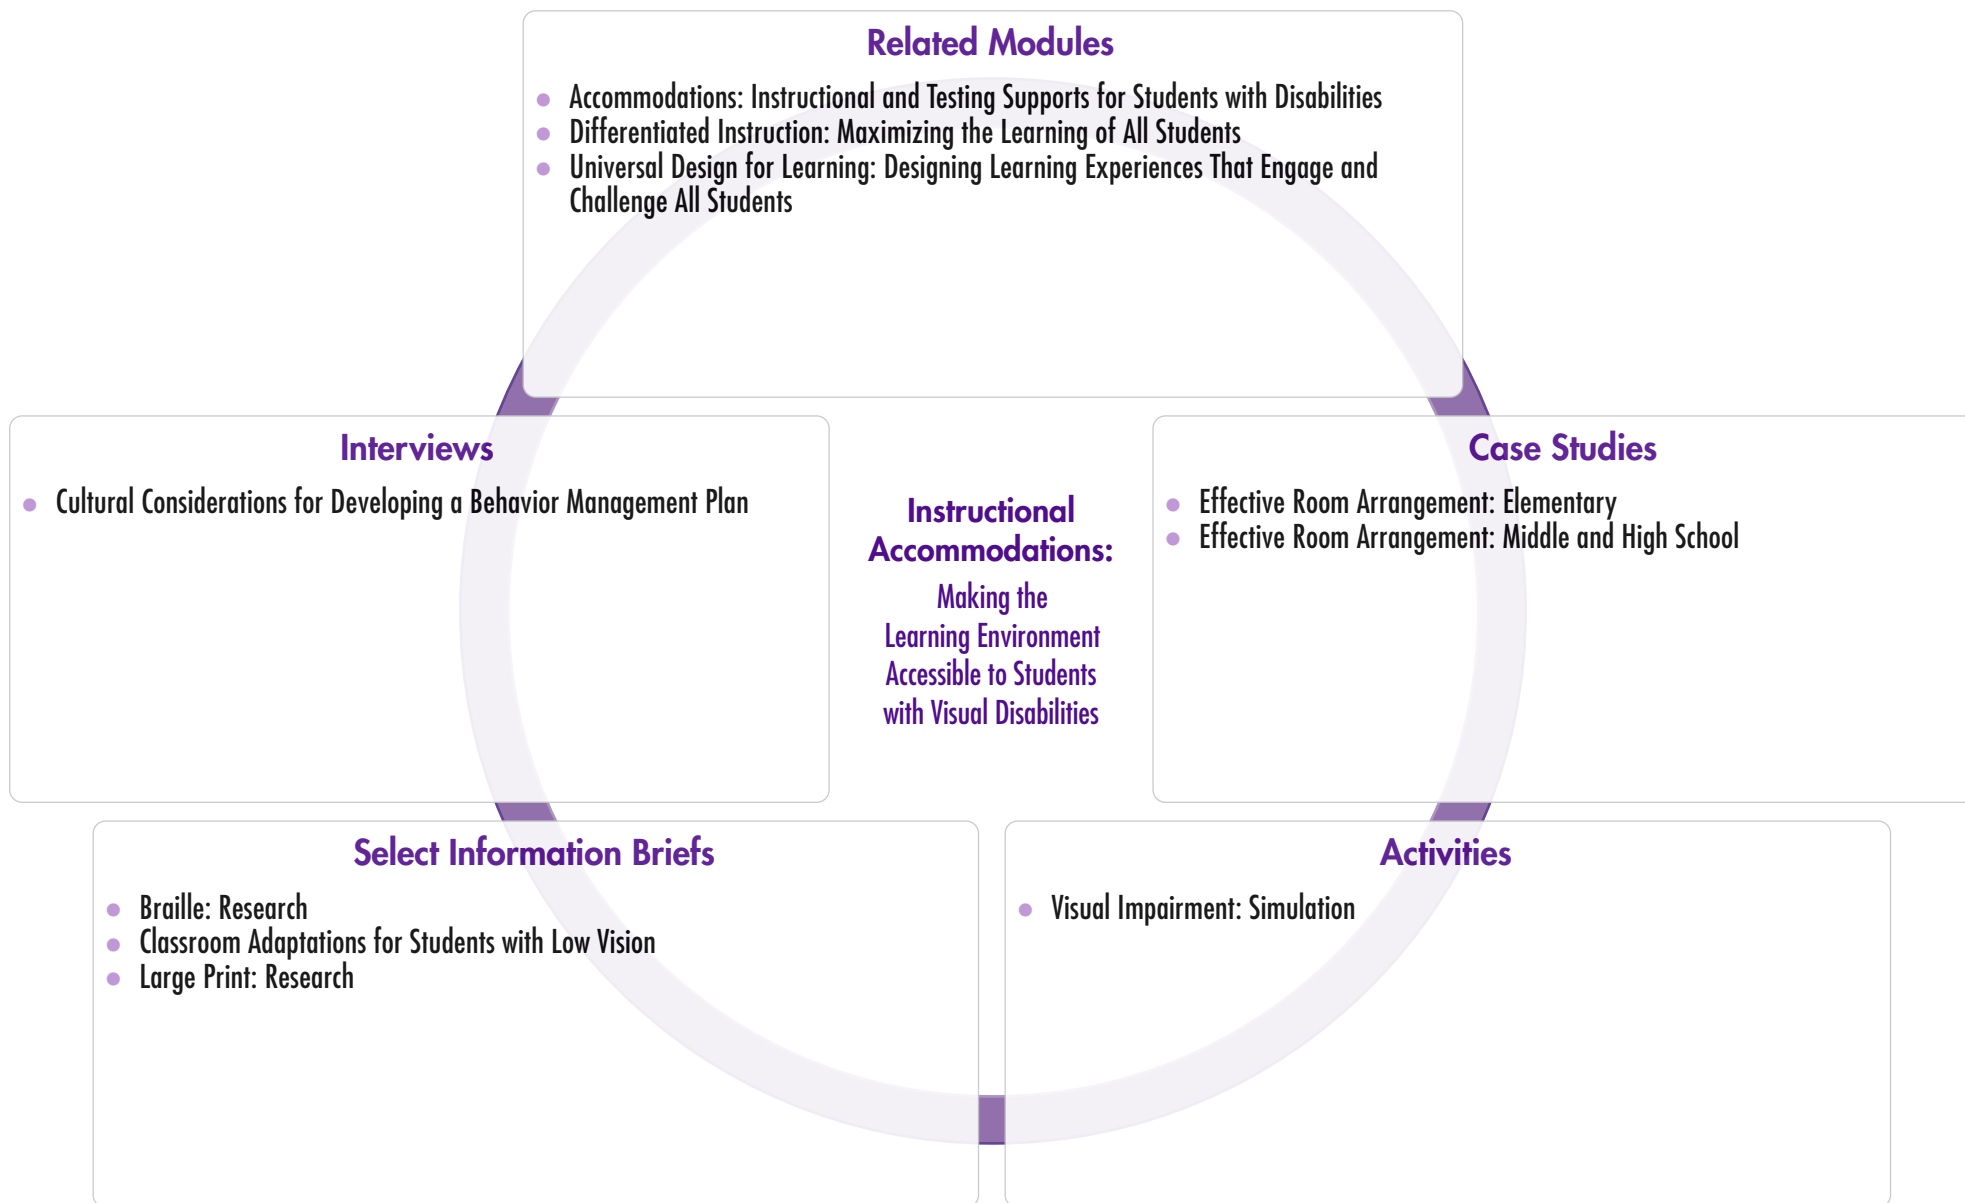 Related Modules
Accommodations: Instructional and Testing Supports for Students with Disabilities
Differentiated Instruction: Maximizing the Learning of All Students
Universal Design for Learning: Designing Learning Experiences That Engage and
Challenge All Students
Interviews
Cultural Considerations for Developing a Behavior Management Plan
Instructional
Accommodations:
Making the
Learning Environment
Accessible to Students
with Visual Disabilities
Case Studies
Effective Room Arrangement: Elementary
Effective Room Arrangement: Middle and High School
Select Information Briefs
Braille: Research
Classroom Adaptations for Students with Low Vision
Large Print: Research
Activities
Visual Impairment: Simulation